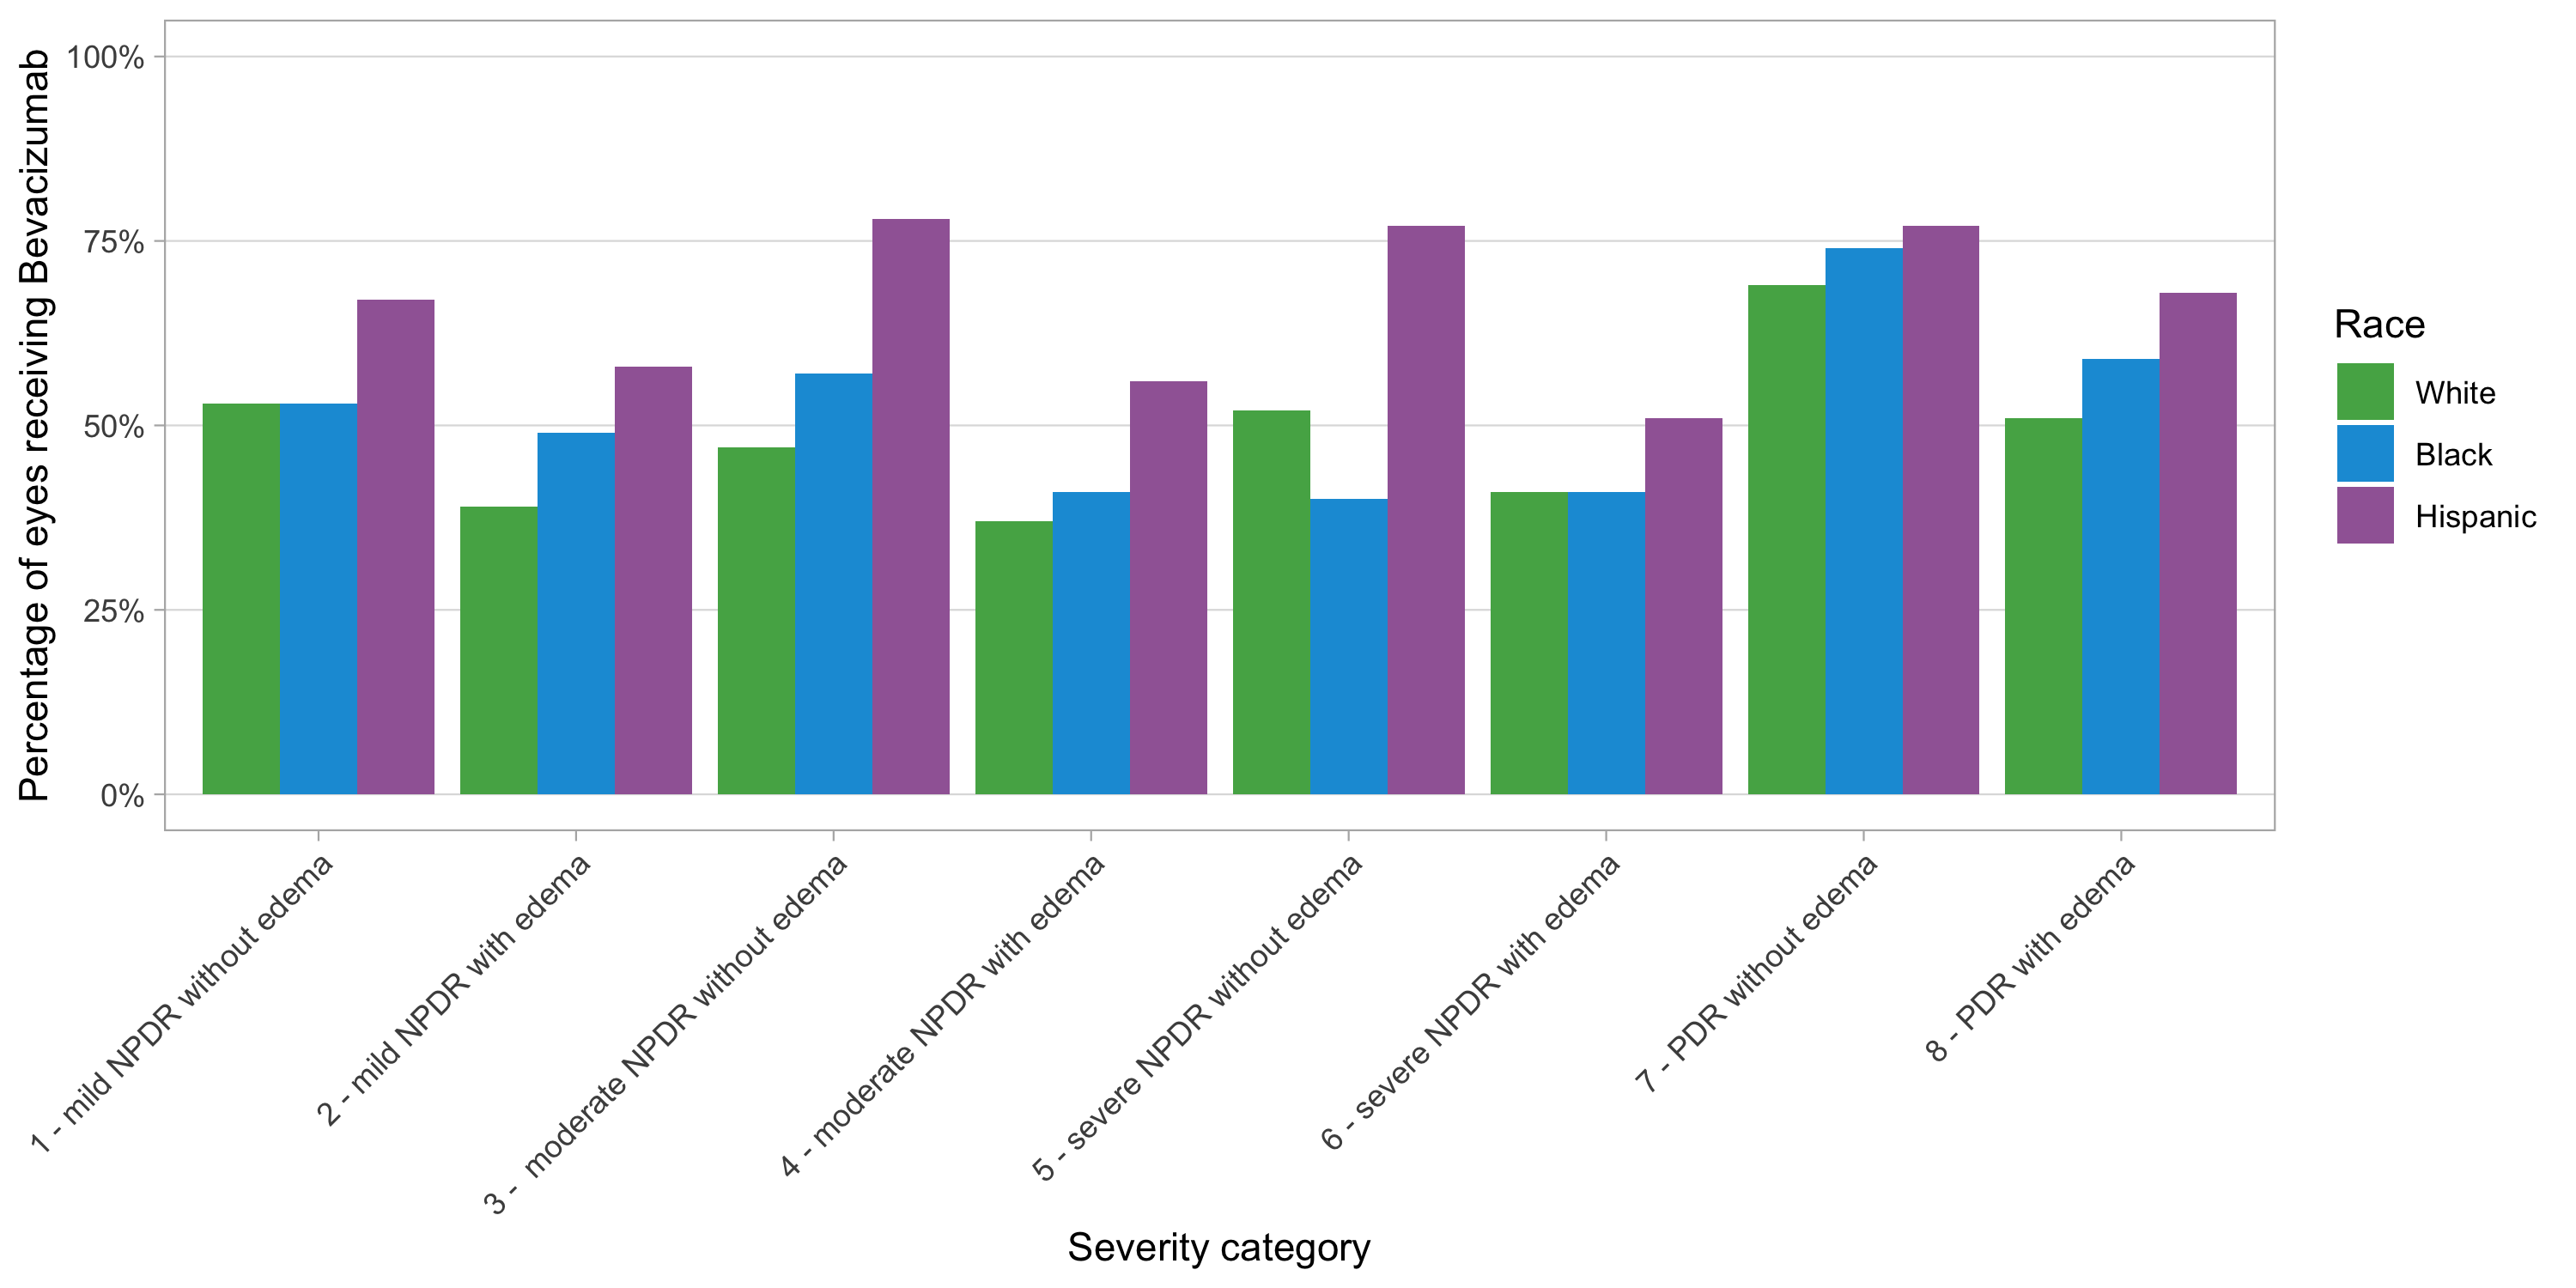 Percentage of eyes receiving Bevacizumab
100%
75%
50%
25%
0%
1 - mild NPDR without edema
2 - mild NPDR with edema
3 -  moderate NPDR without edema
4 - moderate NPDR with edema
5 - severe NPDR without edema
6 - severe NPDR with edema
7 - PDR without edema
8 - PDR with edema
Severity category
Race
White
Black
Hispanic